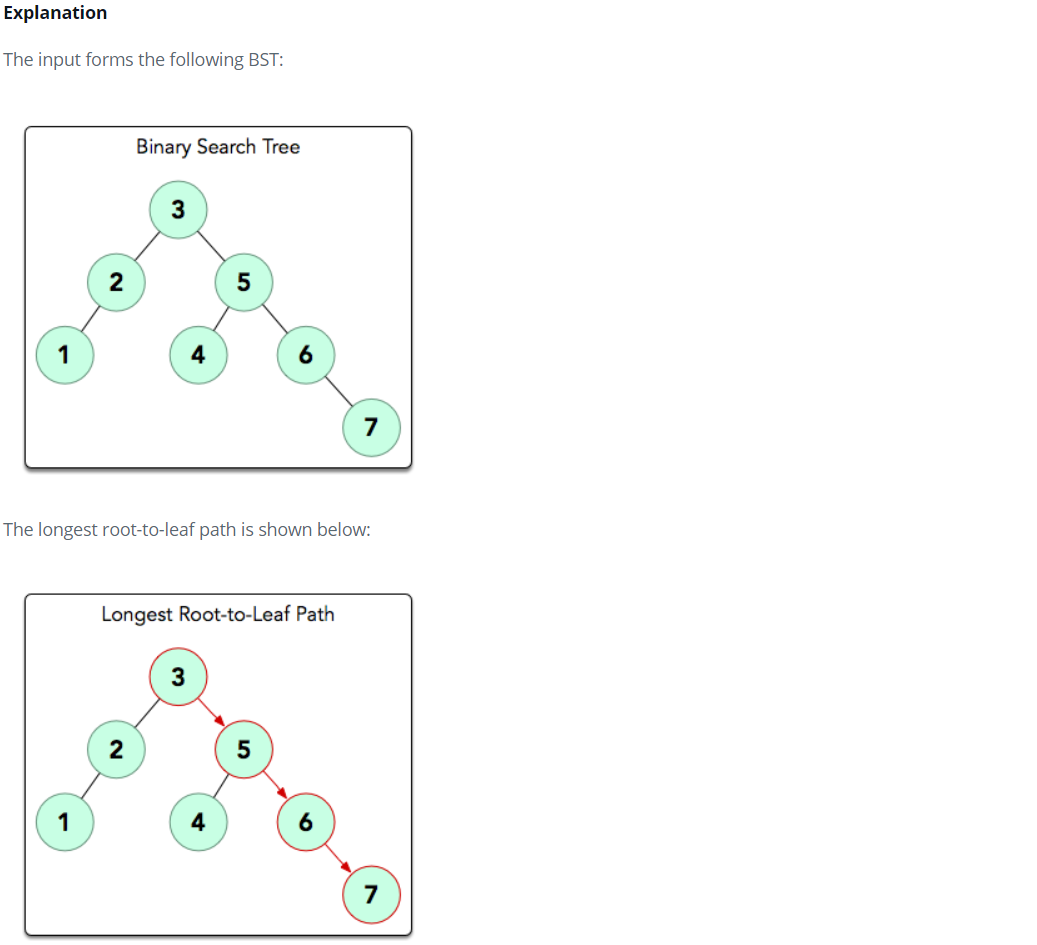 Explanation
The input forms the following BST:
Binary Search Tree
3
2 5
1 4 6
7
The longest root-to-leaf path is shown below:
Longest Root-to-Leaf Path
3
2 5
1 4 6
7